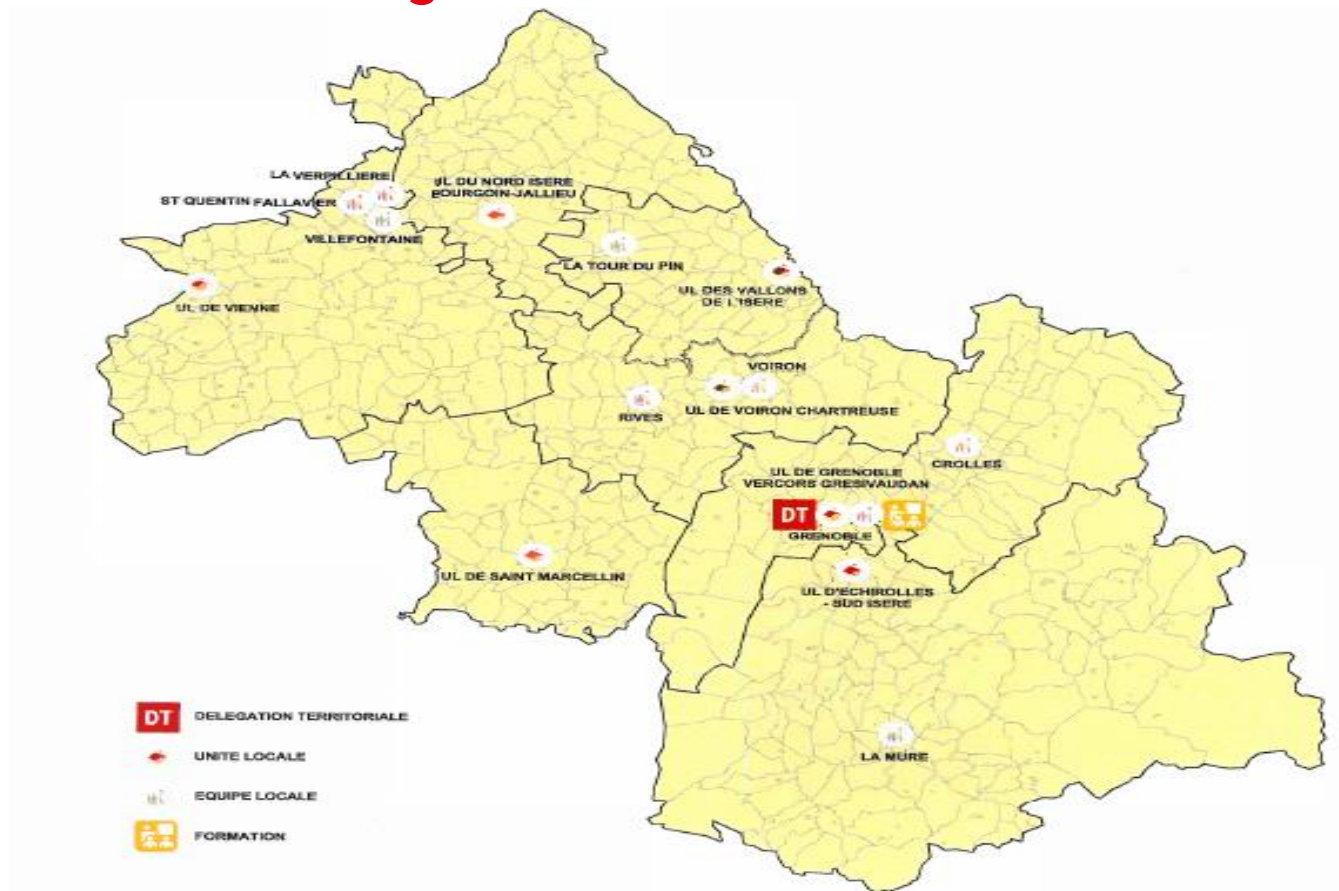 LA VERPILLIERE
UL DU NORD ISERE
BOURGOIN-JALLIEU
ST QUENTIN FALLAVIER
VILLEFONTAINE
LA TOUR DU PIN
UL DE VIENNE
UL DES VALLONS
DE L'ISERE
VOIRON
RIVES
UL DE VOIRON CHARTREUSE
CROLLES
UL DE GRENOBLE
VERCORS GRESIVAUDAN
DT
GRENOBLE
UL DE SAINT MARCELLIN
UL D'ECHIROLLES
- SUD ISERE
LA MURE
DT DELEGATION TERRITORIALE
UNITE LOCALE
EQUIPE LOCALE
FORMATION